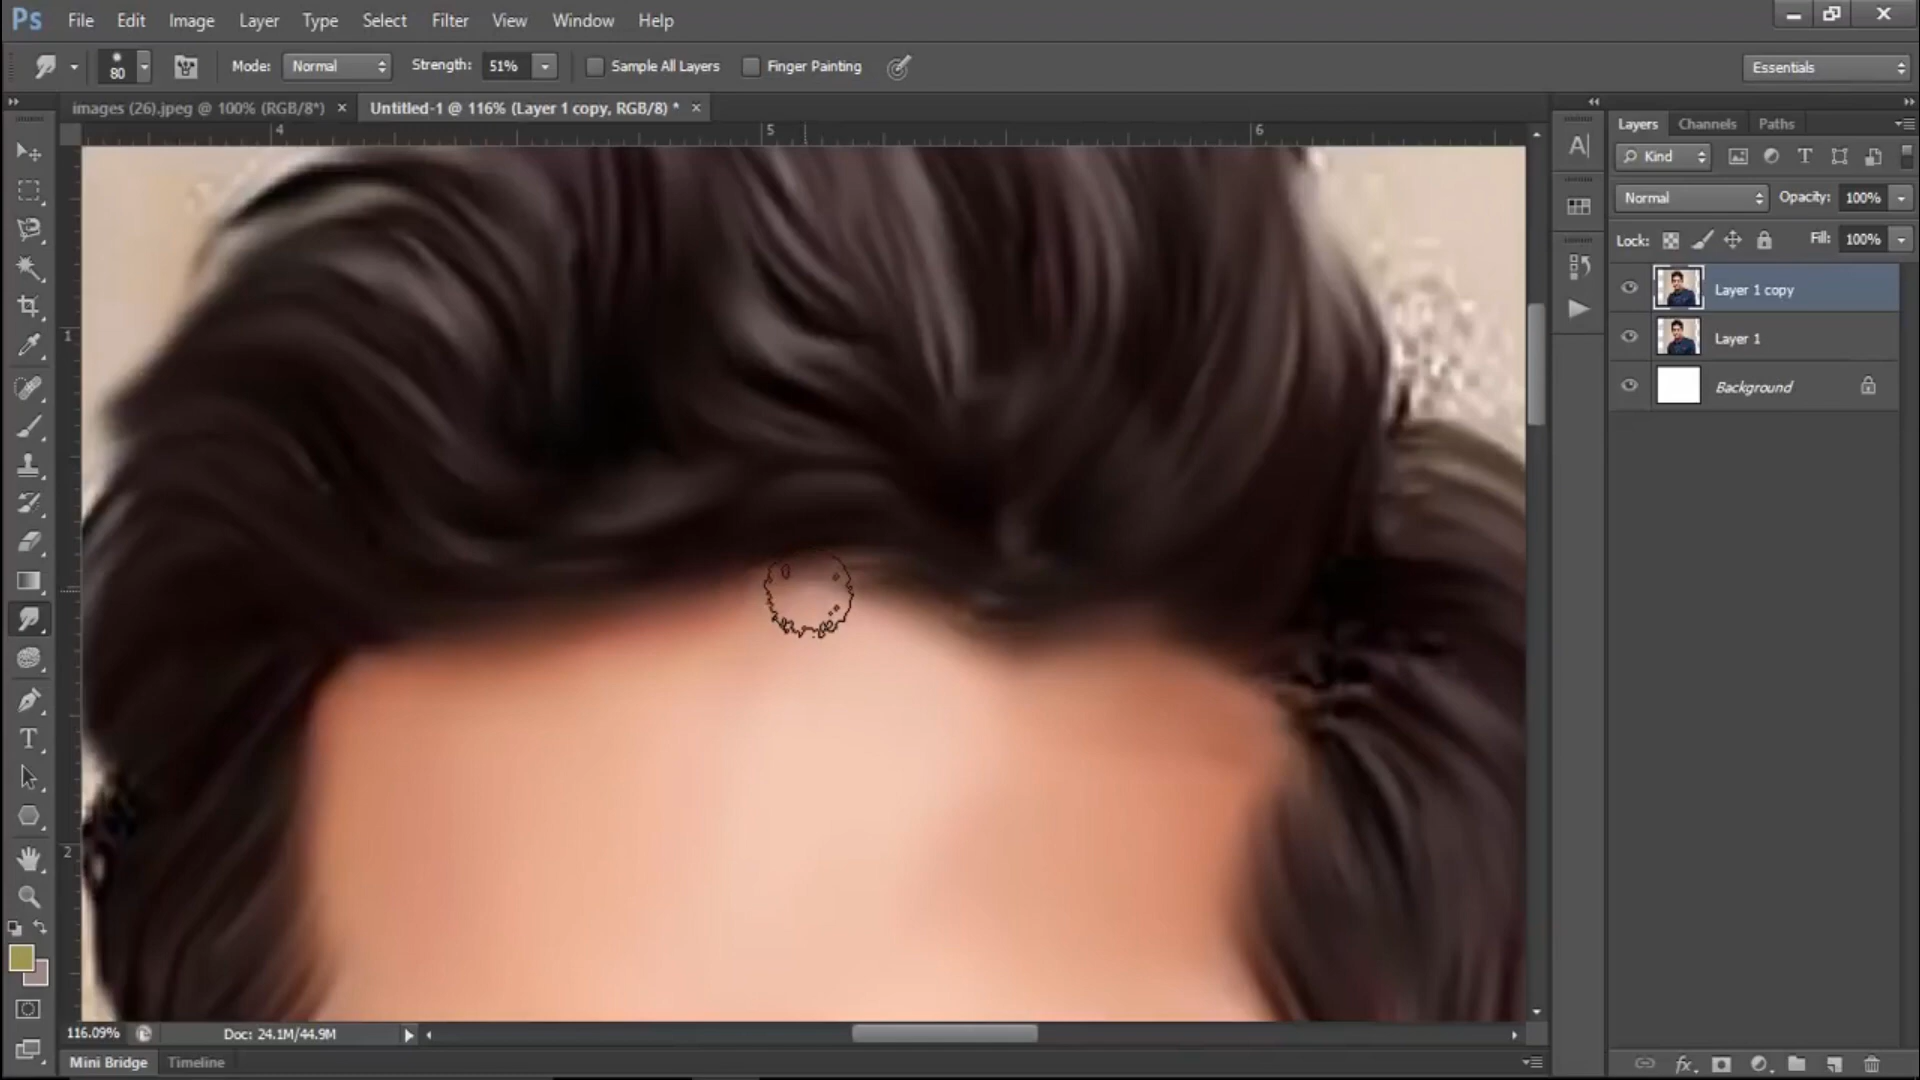 Ps File Edit Image Layer Type Select Filter View Window Help
80 Mode: Normal Strength: 51% Sample All Layers Finger Painting Essentials
images (26).jpeg @ 100% (RGB/8*) × Untitled-1 @ 116% (Layer 1 copy, RGB/8) * ×
Layers Channels Paths
4 5 6
Kind
Normal Opacity: 100%
Lock: Fill: 100%
Layer 1 copy
1 Layer 1
Background
2
116.09% Doc: 24.1M/44.9M
Mini Bridge Timeline